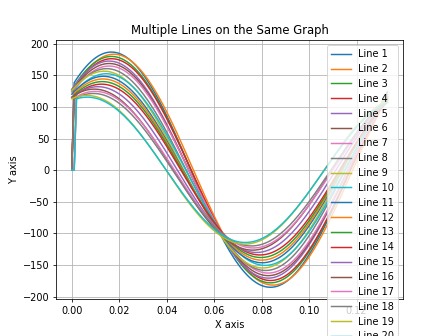 Multiple Lines on the Same Graph
200
150
100
50
0
−50
−100
−150
−200
Y axis
0.00
0.02
0.04
0.06
0.08
0.10
X axis
Line 1
Line 2
Line 3
Line 4
Line 5
Line 6
Line 7
Line 8
Line 9
Line 10
Line 11
Line 12
Line 13
Line 14
Line 15
Line 16
Line 17
Line 18
Line 19
Line 20